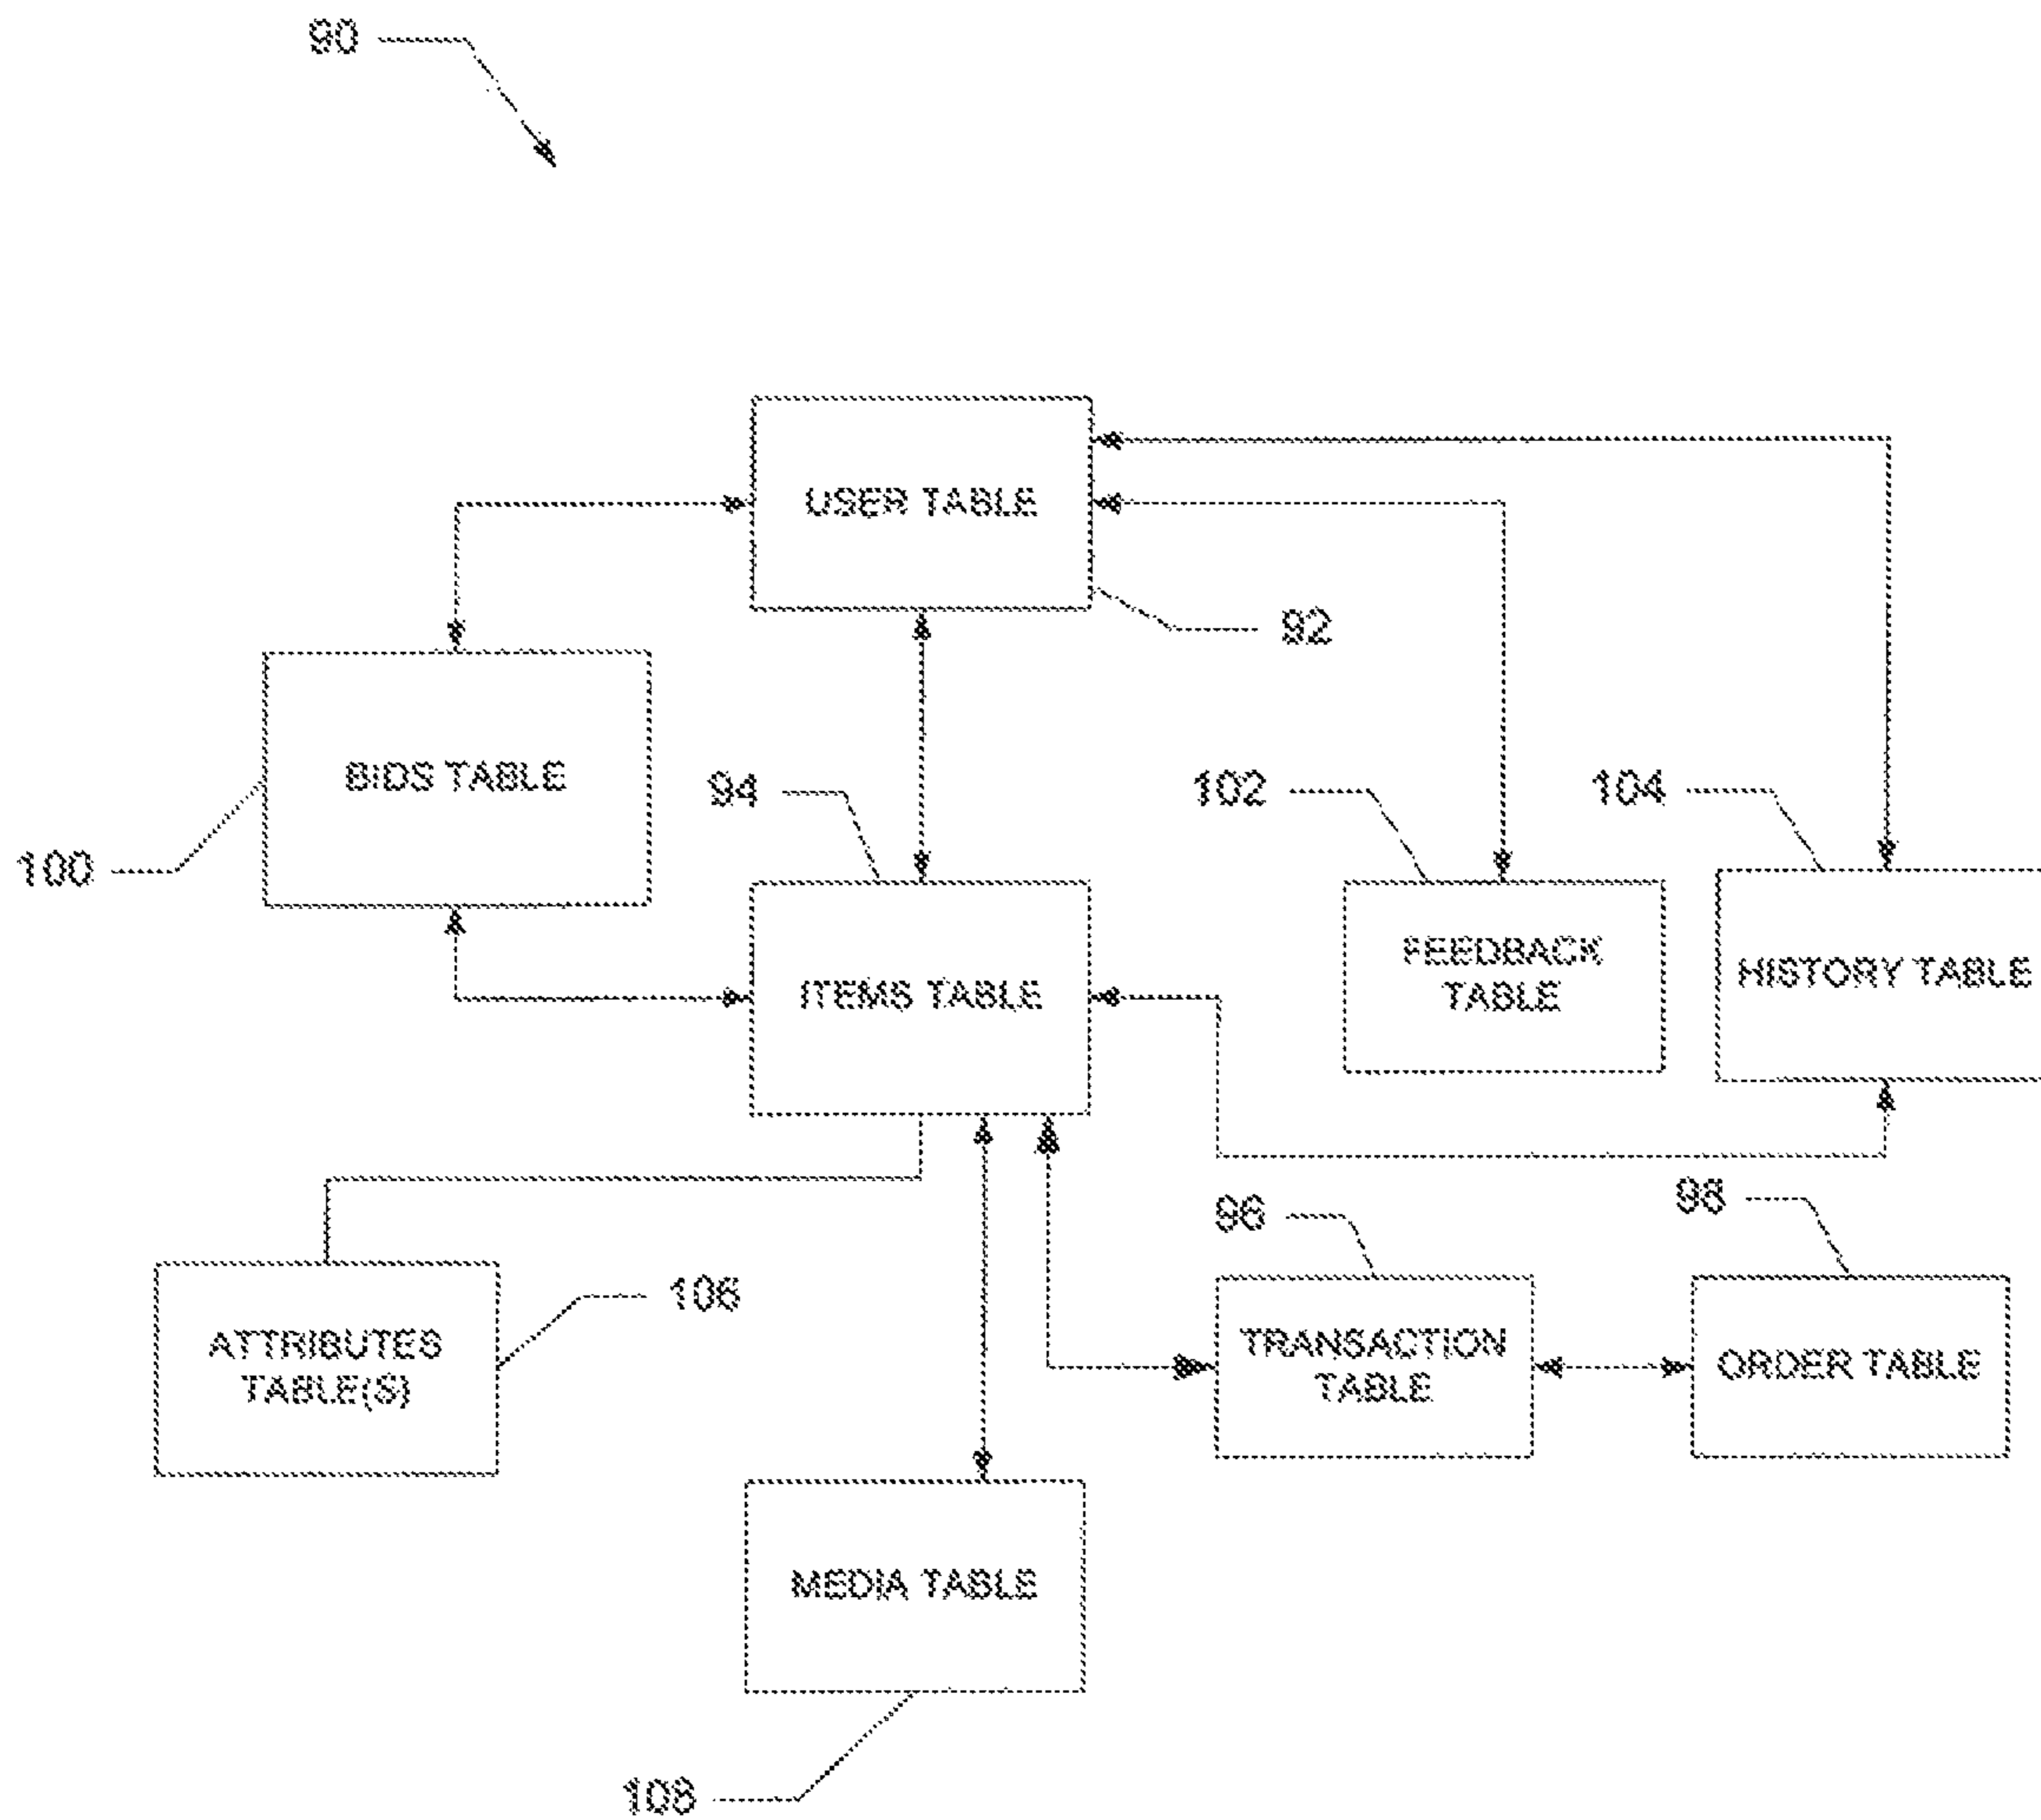 90
USER TABLE
92
BIDS TABLE
100
94
102
104
ITEMS TABLE
FEEDBACK
TABLE
HISTORY TABLE
96
98
ATTRIBUTES
TABLE(S)
106
TRANSACTION
TABLE
ORDER TABLE
MEDIA TABLE
108